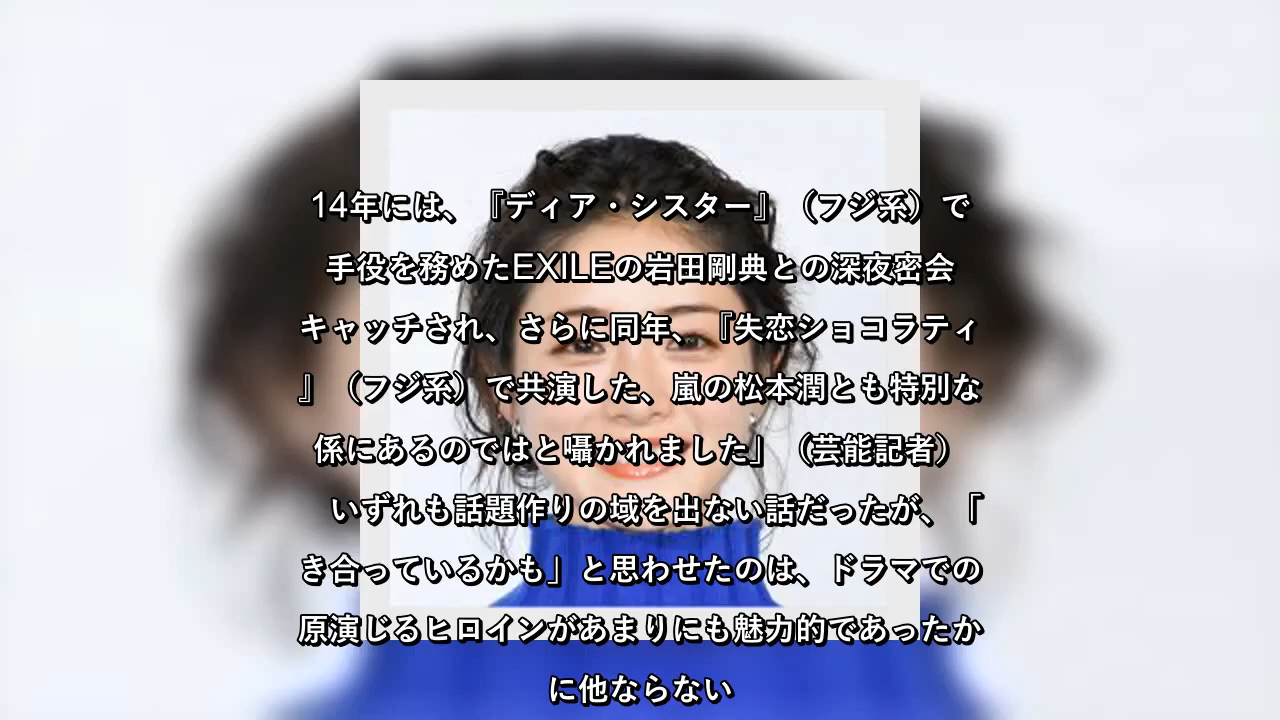 14年には、『ディア・シスター』（フジ系）で
手役を務めたEXILEの岩田剛典との深夜密会
キャッチされ、さらに同年、『失恋ショコラティ
』（フジ系）で共演した、嵐の松本潤とも特別な
係にあるのではと囁かれました」（芸能記者）
いずれも話題作りの域を出ない話だったが、「
き合っているかも」と思わせたのは、ドラマでの
原演じるヒロインがあまりにも魅力的であったか
に他ならない